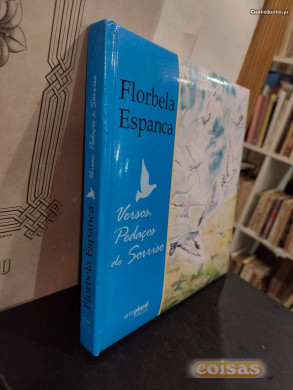 CustoJusto.pt
Florbela
Espanca
Versos,
Pedaços
de Sorriso
Florbela Espanca
Versos, Pedaços de Sorriso
coisas